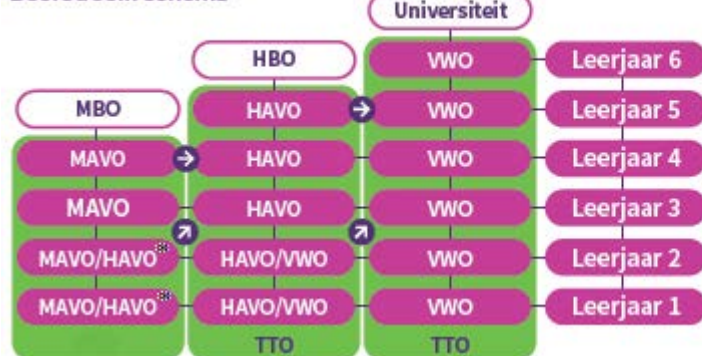 Universiteit
HBO VWO Leerjaar 6
MBO HAVO VWO Leerjaar 5
MAVO HAVO VWO Leerjaar 4
MAVO HAVO VWO Leerjaar 3
MAVO/HAVO HAVO/VWO VWO Leerjaar 2
MAVO/HAVO HAVO/VWO VWO Leerjaar 1
TTO TTO